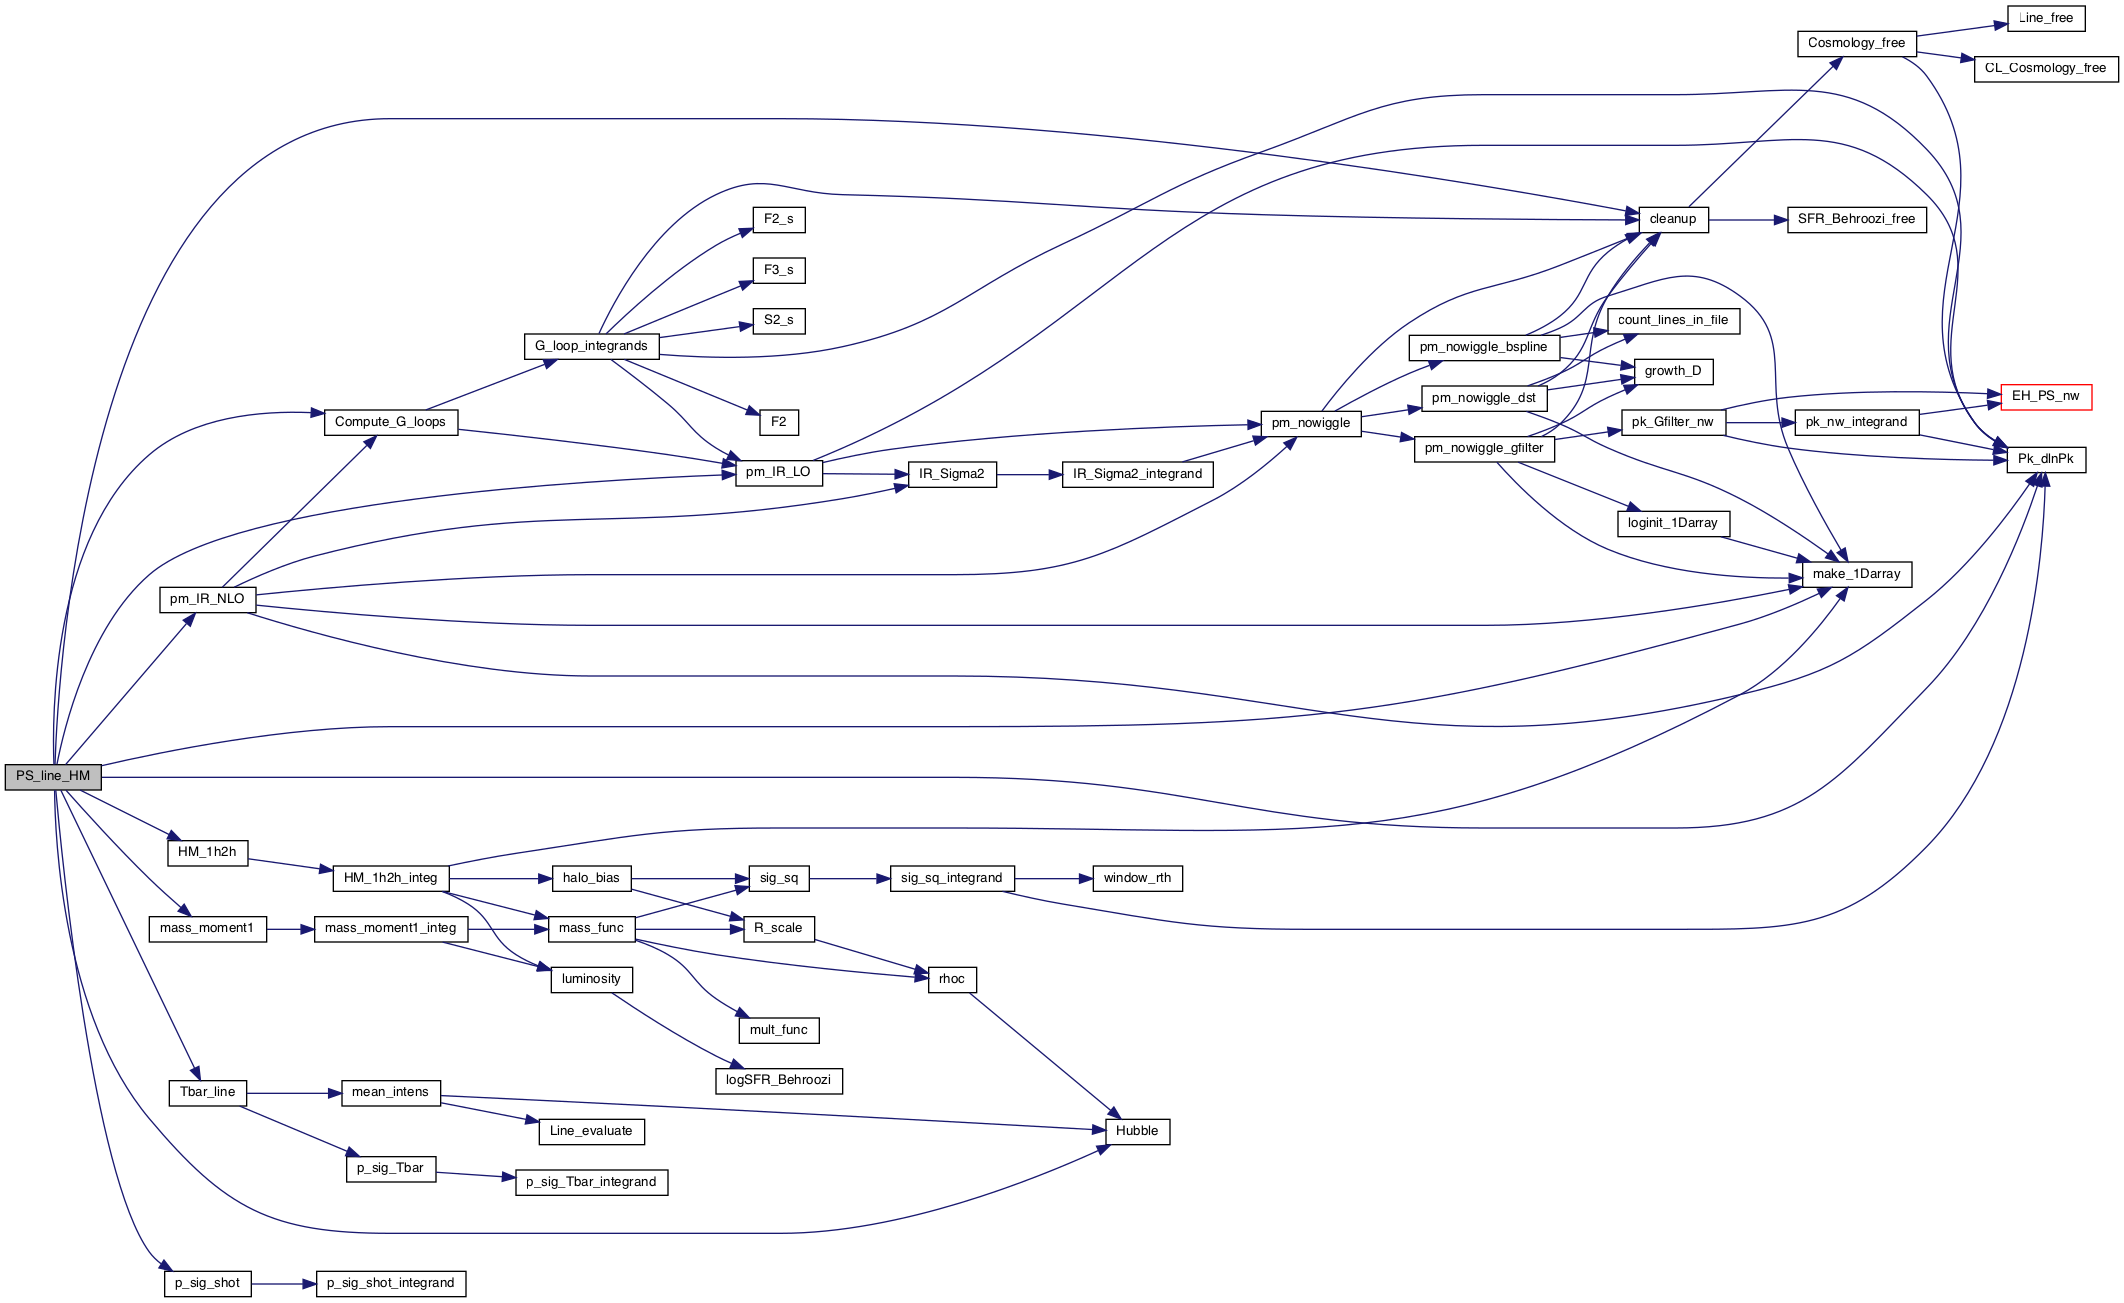 Line_free
Cosmology_free
CL_Cosmology_free
F2_s
cleanup
SFR_Behroozi_free
F3_s
S2_s
count_lines_in_file
G_loop_integrands
pm_nowiggle_bspline
growth_D
pm_nowiggle_dst
EH_PS_nw
Compute_G_loops
F2
pm_nowiggle
pk_Gfilter_nw
pk_nw_integrand
pm_nowiggle_gfilter
Pk_dlnPk
pm_IR_LO
IR_Sigma2
IR_Sigma2_integrand
loginit_1Darray
make_1Darray
pm_IR_NLO
PS_line_HM
HM_1h2h
HM_1h2h_integ
halo_bias
sig_sq
sig_sq_integrand
window_rth
mass_moment1
mass_moment1_integ
mass_func
R_scale
luminosity
rhoc
mult_func
logSFR_Behroozi
Tbar_line
mean_intens
Line_evaluate
Hubble
p_sig_Tbar
p_sig_Tbar_integrand
p_sig_shot
p_sig_shot_integrand